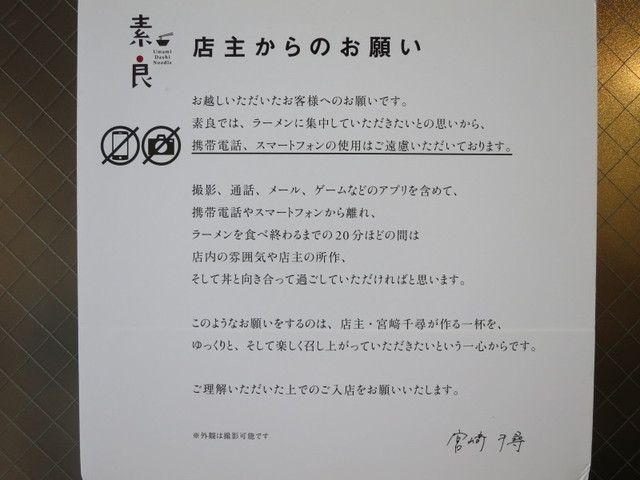 素良
Umami
Dashi
Noodle
店主からのお願い
お越しいただいたお客様へのお願いです。
素良では、ラーメンに集中していただきたいとの思いから、
携帯電話、スマートフォンの使用はご遠慮いただいております。
撮影、通話、メール、ゲームなどのアプリを含めて、
携帯電話やスマートフォンから離れ、
ラーメンを食べ終わるまでの20分ほどの間は
店内の雰囲気や店主の所作、
そして丼と向き合って過ごしていただければと思います。
このようなお願いをするのは、店主・宮﨑千尋が作る一杯を、
ゆっくりと、そして楽しく召し上がっていただきたいという一心からです。
ご理解いただいた上でのご入店をお願いいたします。
※外観は撮影可能です
宮﨑 千尋